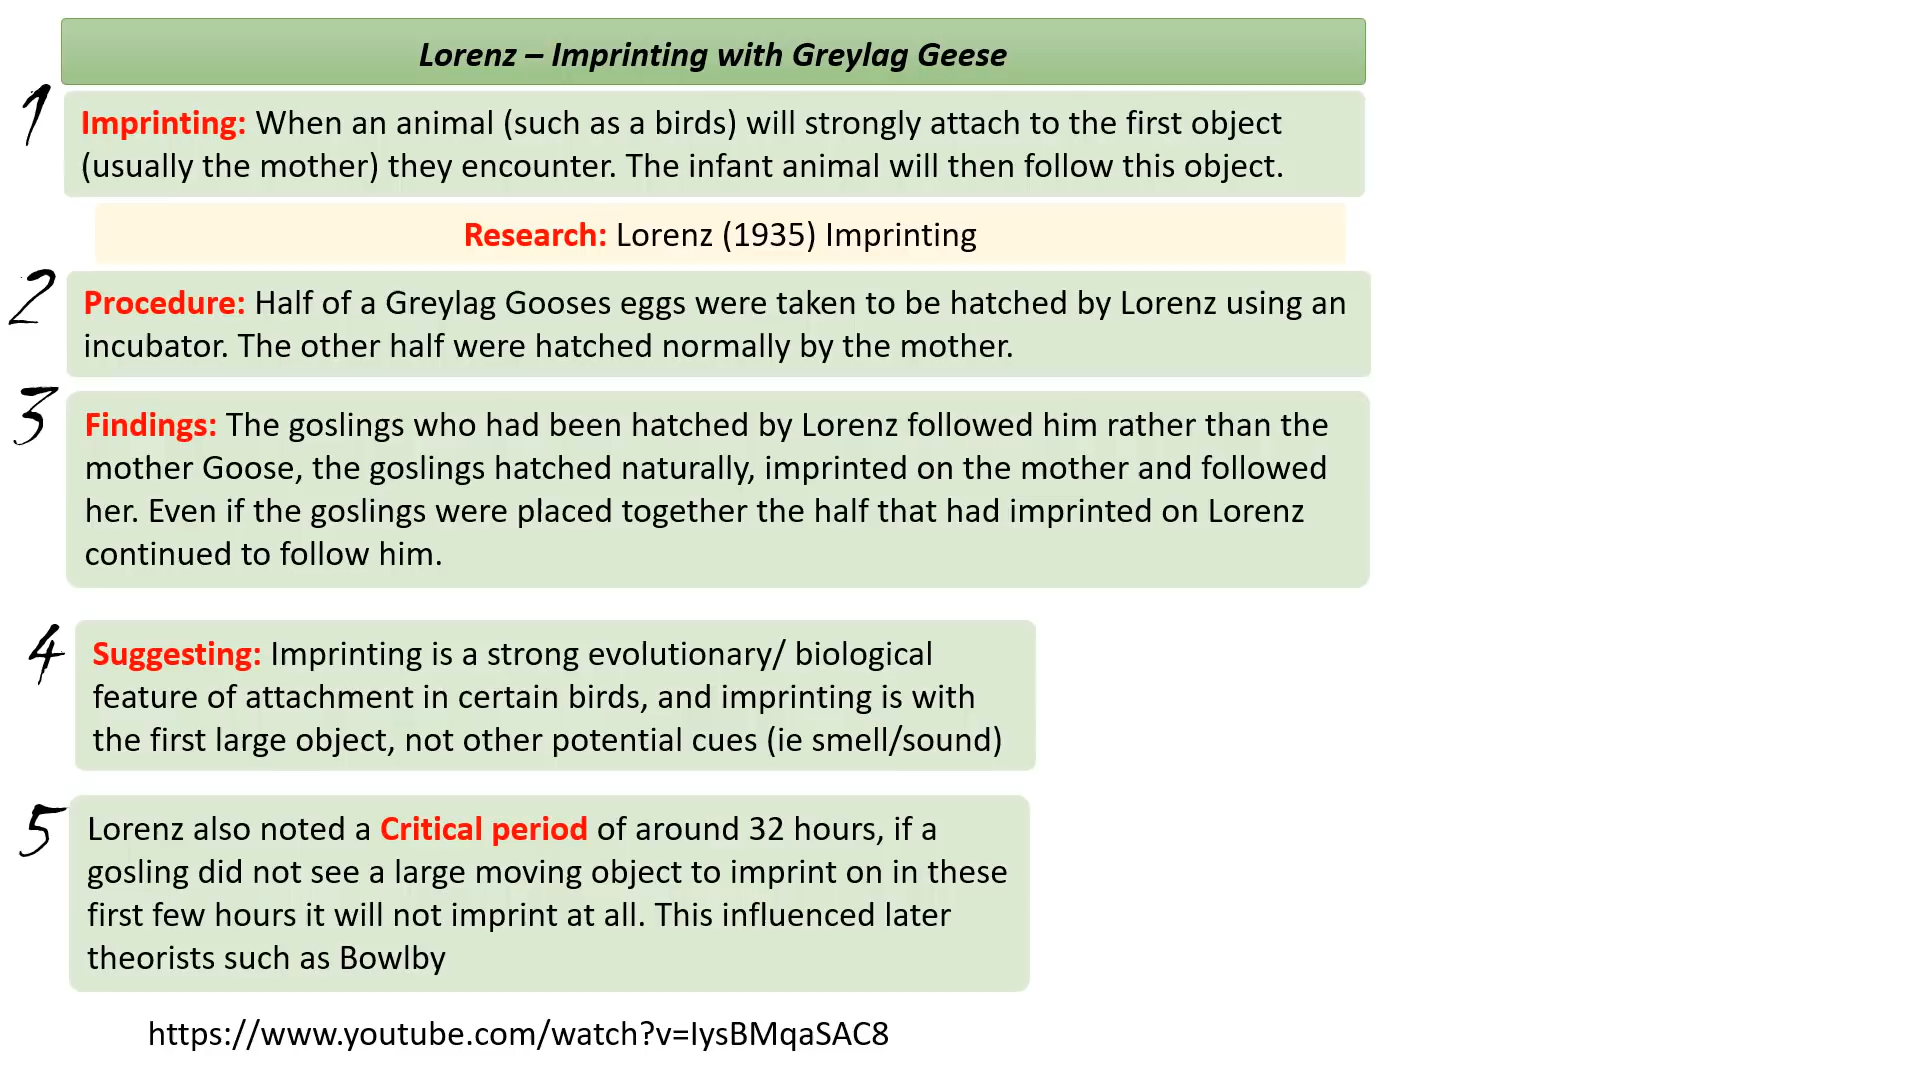 Lorenz – Imprinting with Greylag Geese
1
Imprinting: When an animal (such as a birds) will strongly attach to the first object
(usually the mother) they encounter. The infant animal will then follow this object.
Research: Lorenz (1935) Imprinting
2
Procedure: Half of a Greylag Gooses eggs were taken to be hatched by Lorenz using an
incubator. The other half were hatched normally by the mother.
3
Findings: The goslings who had been hatched by Lorenz followed him rather than the
mother Goose, the goslings hatched naturally, imprinted on the mother and followed
her. Even if the goslings were placed together the half that had imprinted on Lorenz
continued to follow him.
4
Suggesting: Imprinting is a strong evolutionary/ biological
feature of attachment in certain birds, and imprinting is with
the first large object, not other potential cues (ie smell/sound)
5
Lorenz also noted a Critical period of around 32 hours, if a
gosling did not see a large moving object to imprint on in these
first few hours it will not imprint at all. This influenced later
theorists such as Bowlby
https://www.youtube.com/watch?v=IysBMqaSAC8